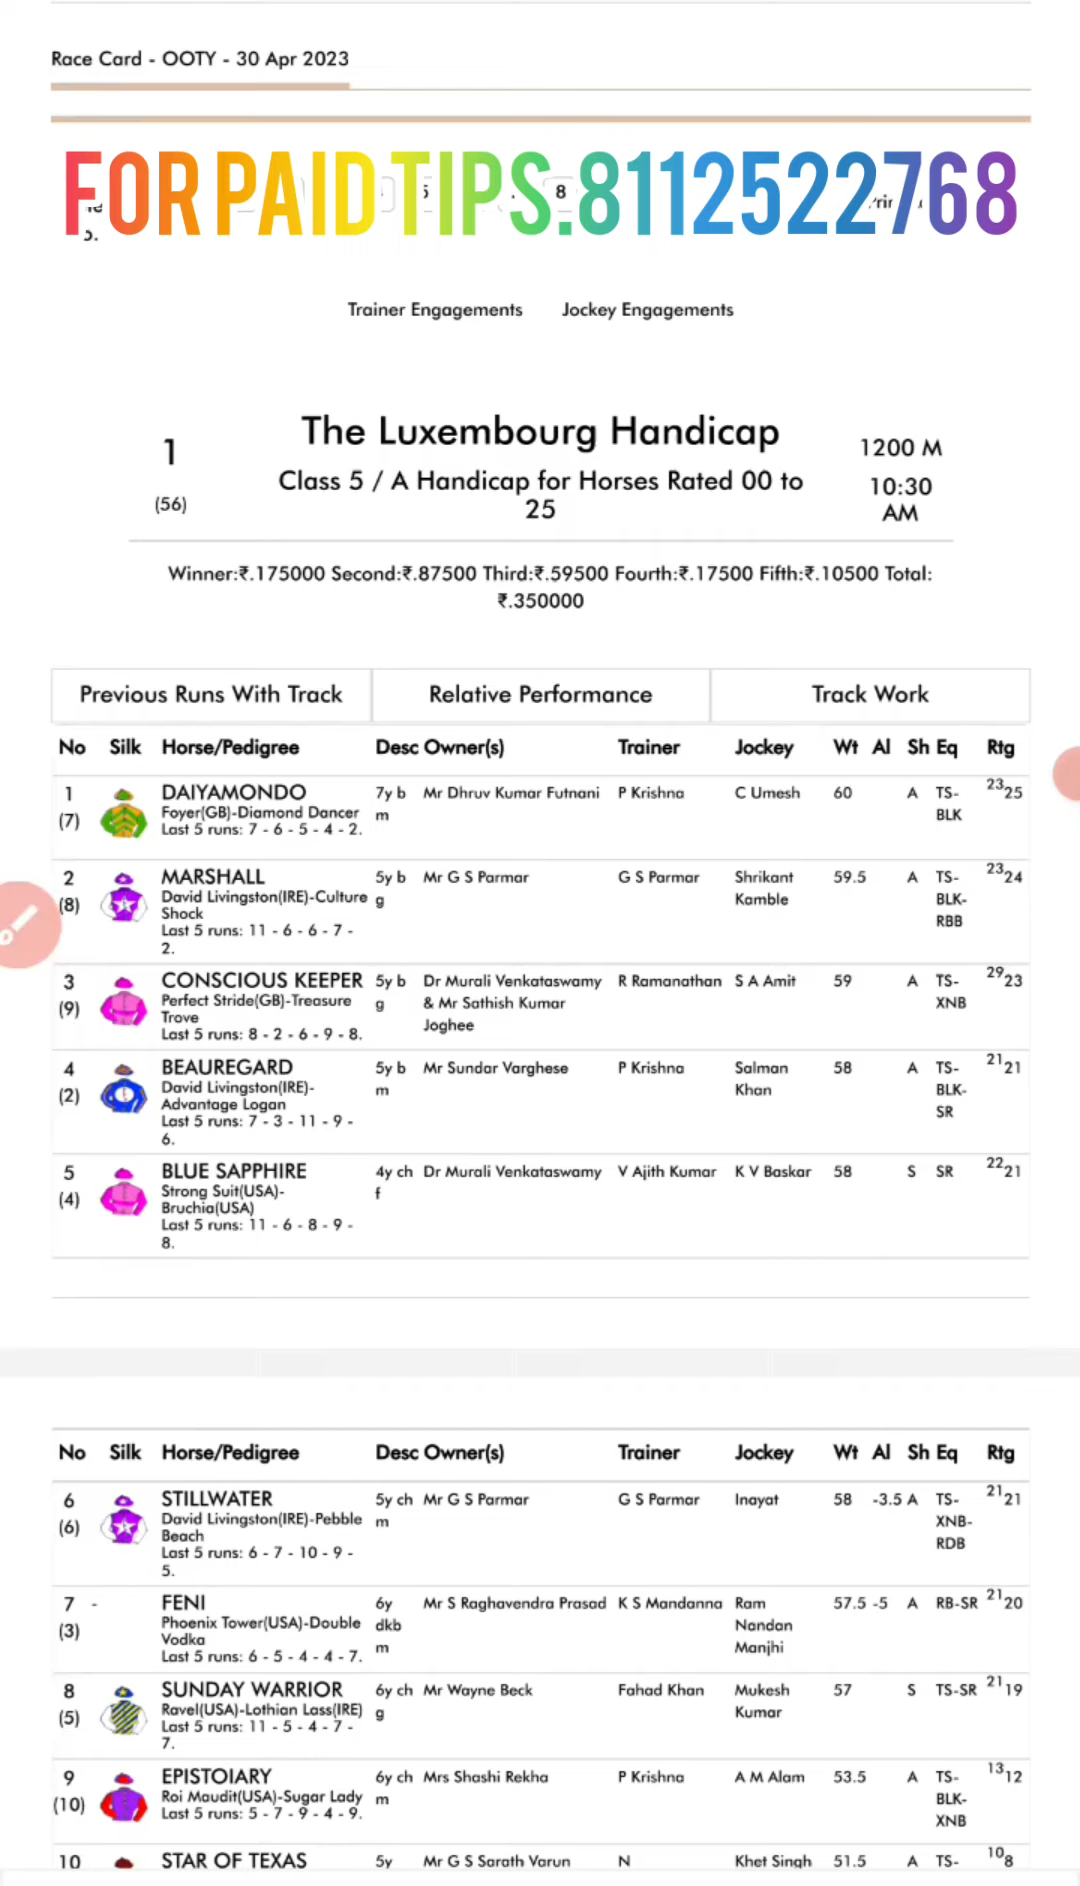 Race Card - OOTY - 30 Apr 2023
FOR PAID TIPS:8112522768
5 8
5.
Trainer Engagements Jockey Engagements
The Luxembourg Handicap
1 1200 M
Class 5 / A Handicap for Horses Rated 00 to
25
(56) 10:30
AM
Winner:₹.175000 Second:₹.87500 Third:₹.59500 Fourth:₹.17500 Fifth:₹.10500 Total:
₹.350000
Previous Runs With Track Relative Performance Track Work
No Silk Horse/Pedigree Desc Owner(s) Trainer Jockey Wt Al Sh Eq Rtg
1 DAIYAMONDO 7y b Mr Dhruv Kumar Futnani P Krishna C Umesh 60 A TS- 23 25
(7) Foyer(GB)-Diamond Dancer m BLK
Last 5 runs: 7 - 6 - 5 - 4 - 2.
2 MARSHALL 5y b Mr G S Parmar G S Parmar Shrikant 59.5 A TS- 23 24
(8) David Livingston(IRE)-Culture g Kamble BLK-
Shock RBB
Last 5 runs: 11 - 6 - 6 - 7 -
2.
3 CONSCIOUS KEEPER 5y b Dr Murali Venkataswamy R Ramanathan S A Amit 59 A TS- 29 23
(9) Perfect Stride(GB)-Treasure g & Mr Sathish Kumar XNB
Trove Joghee
Last 5 runs: 8 - 2 - 6 - 9 - 8.
4 BEAUREGARD 5y b Mr Sundar Varghese P Krishna Salman 58 A TS- 21 21
(2) David Livingston(IRE)- m Khan BLK-
Advantage Logan SR
Last 5 runs: 7 - 3 - 11 - 9 -
6.
5 BLUE SAPPHIRE 4y ch Dr Murali Venkataswamy V Ajith Kumar K V Baskar 58 S SR 22 21
(4) Strong Suit(USA)- f
Bruchia(USA)
Last 5 runs: 11 - 6 - 8 - 9 -
8.
No Silk Horse/Pedigree Desc Owner(s) Trainer Jockey Wt Al Sh Eq Rtg
6 STILLWATER 5y ch Mr G S Parmar G S Parmar Inayat 58 -3.5 A TS- 21 21
(6) David Livingston(IRE)-Pebble m XNB-
Beach RDB
Last 5 runs: 6 - 7 - 10 - 9 -
5.
7 - FENI 6y Mr S Raghavendra Prasad K S Mandanna Ram 57.5 -5 A RB-SR 21 20
(3) Phoenix Tower(USA)-Double dkb Nandan
Vodka m Manjhi
Last 5 runs: 6 - 5 - 4 - 4 - 7.
8 SUNDAY WARRIOR 6y ch Mr Wayne Beck Fahad Khan Mukesh 57 S TS-SR 21 19
(5) Ravel(USA)-Lothian Lass(IRE) g Kumar
Last 5 runs: 11 - 5 - 4 - 7 -
7.
9 EPISTOIARY 6y ch Mrs Shashi Rekha P Krishna A M Alam 53.5 A TS- 13 12
(10) Roi Maudit(USA)-Sugar Lady m BLK-
Last 5 runs: 5 - 7 - 9 - 4 - 9. XNB
10 STAR OF TEXAS 5y Mr G S Sarath Varun N Khet Singh 51.5 A TS- 10 8